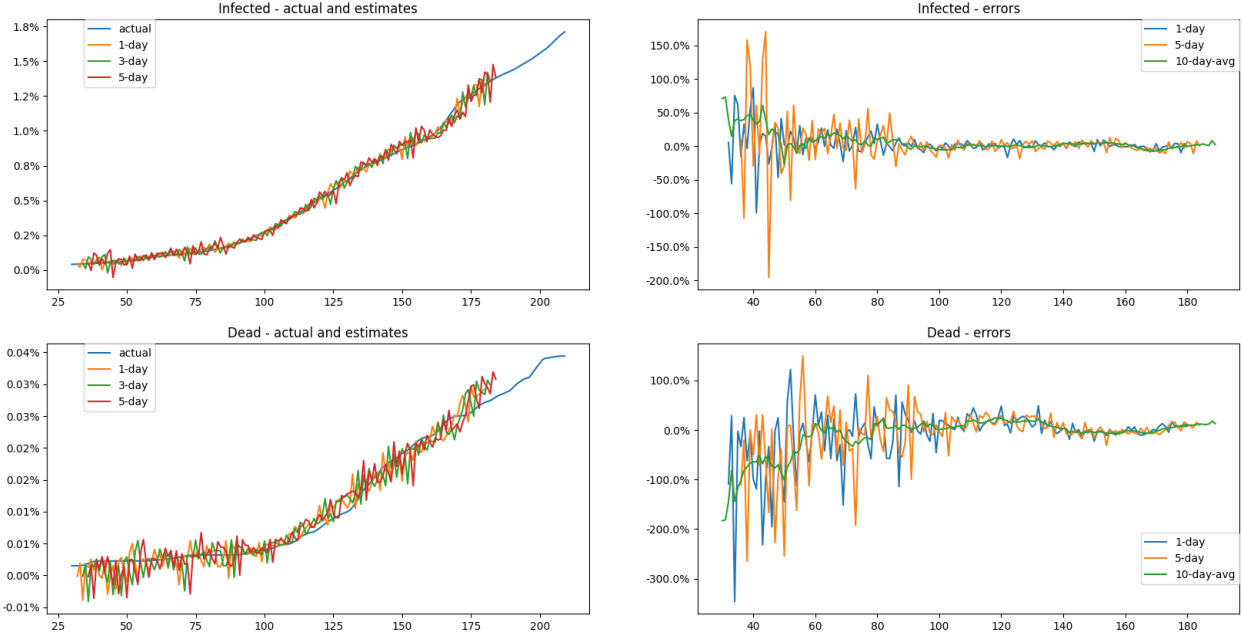 Infected - actual and estimates
1.8%
1.5%
1.2%
1.0%
0.8%
0.5%
0.2%
0.0%
actual
1-day
3-day
5-day
25 50 75 100 125 150 175 200
Infected - errors
150.0%
100.0%
50.0%
0.0%
-50.0%
-100.0%
-150.0%
-200.0%
1-day
5-day
10-day-avg
40 60 80 100 120 140 160 180
Dead - actual and estimates
0.04%
0.03%
0.03%
0.02%
0.02%
0.01%
0.01%
0.00%
-0.01%
actual
1-day
3-day
5-day
25 50 75 100 125 150 175 200
Dead - errors
100.0%
0.0%
-100.0%
-200.0%
-300.0%
1-day
5-day
10-day-avg
40 60 80 100 120 140 160 180